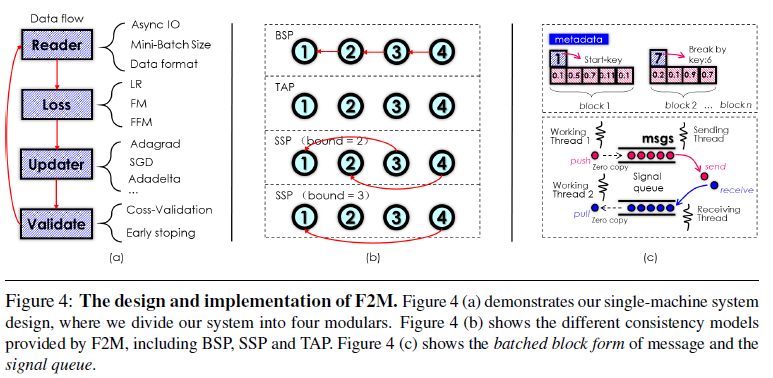 Data flow
Reader
Async IO
Mini-Batch Size
Data format
Loss
LR
FM
FFM
Updater
Adagrad
SGD
Adadelta
...
Validate
Coss-Validation
Early stoping
(a)
BSP
1 2 3 4
TAP
1 2 3 4
SSP (bound = 2)
1 2 3 4
SSP (bound = 3)
1 2 3 4
(b)
metadata
1
Start-key
0.1 0.5 0.7 0.11 0.1
block 1
7
Break by
key:6
0.2 0.1 0.9 0.7
block 2 ... block n
Working
Thread 1
msgs
Sending
Thread
push
Zero copy
send
Signal
queue
Working
Thread 2
receive
pull
Zero copy
Receiving
Thread
(c)
Figure 4: The design and implementation of F2M. Figure 4 (a) demonstrates our single-machine system
design, where we divide our system into four modulars. Figure 4 (b) shows the different consistency models
provided by F2M, including BSP, SSP and TAP. Figure 4 (c) shows the batched block form of message and the
signal queue.